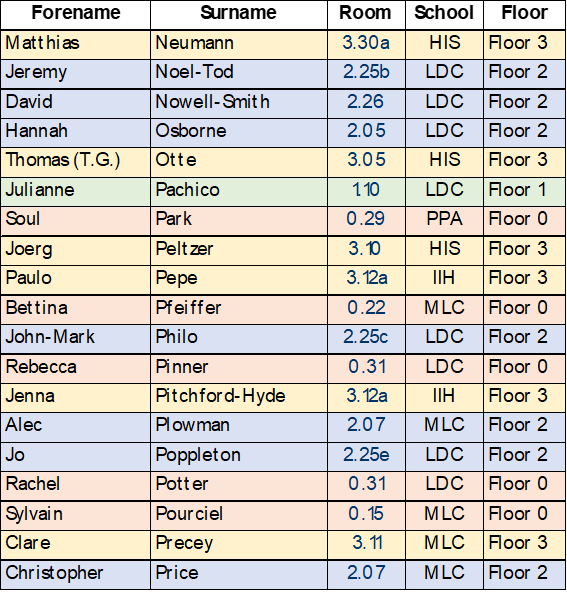 Forename Surname Room School Floor
Matthias Neumann 3.30a HIS Floor 3
Jeremy Noel-Tod 2.25b LDC Floor 2
David Nowell-Smith 2.26 LDC Floor 2
Hannah Osborne 2.05 LDC Floor 2
Thomas (T.G.) Otte 3.05 HIS Floor 3
Julianne Pachico 1.10 LDC Floor 1
Soul Park 0.29 PPA Floor 0
Joerg Peltzer 3.10 HIS Floor 3
Paulo Pepe 3.12a IIH Floor 3
Bettina Pfeiffer 0.22 MLC Floor 0
John-Mark Philo 2.25c LDC Floor 2
Rebecca Pinner 0.31 LDC Floor 0
Jenna Pitchford-Hyde 3.12a IIH Floor 3
Alec Plowman 2.07 MLC Floor 2
Jo Poppleton 2.25e LDC Floor 2
Rachel Potter 0.31 LDC Floor 0
Sylvain Pourciel 0.15 MLC Floor 0
Clare Precey 3.11 MLC Floor 3
Christopher Price 2.07 MLC Floor 2